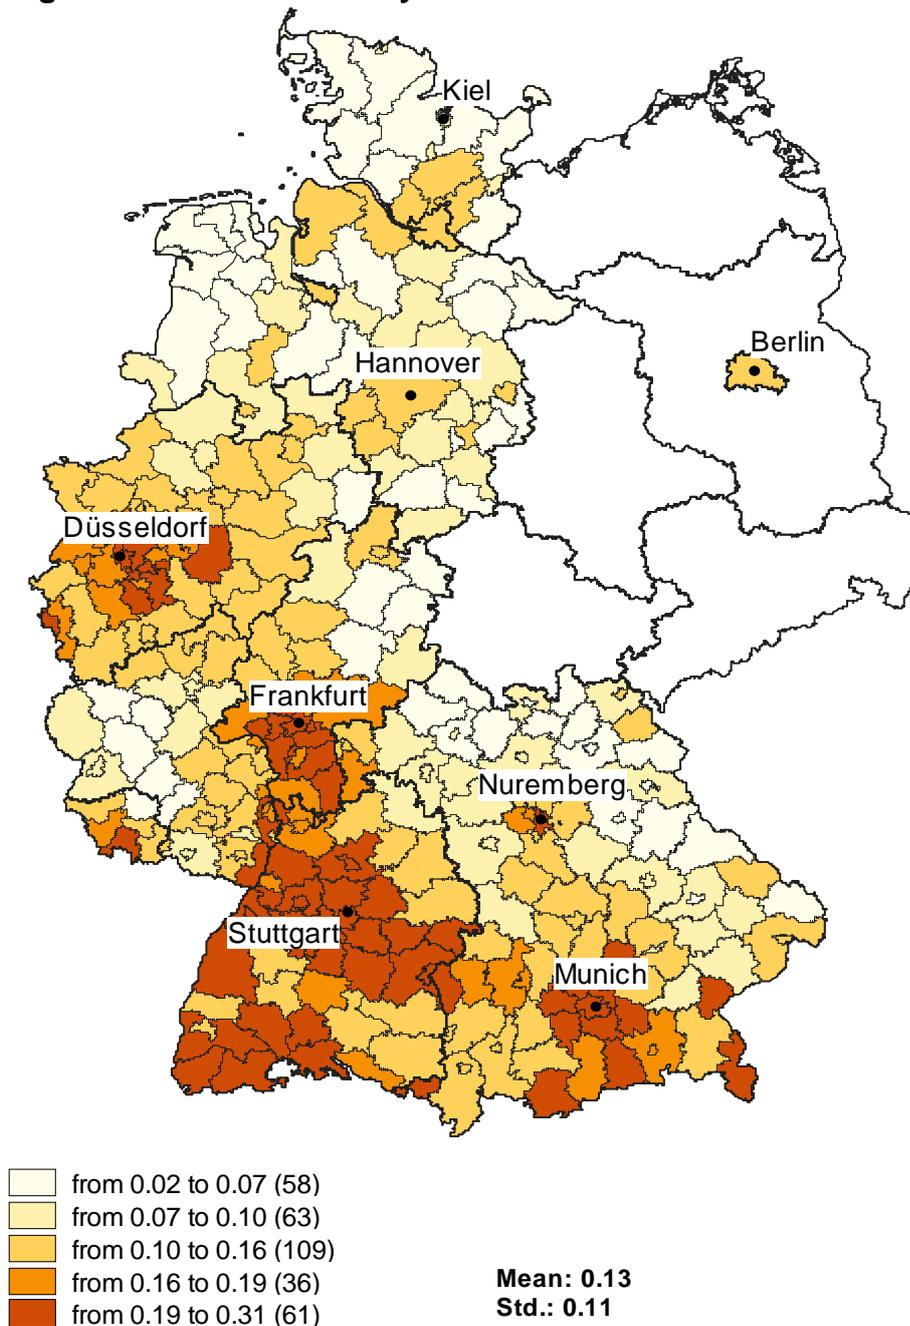 Kiel
Berlin
Hannover
Düsseldorf
Frankfurt
Nuremberg
Stuttgart
Munich
from 0.02 to 0.07 (58)
from 0.07 to 0.10 (63)
from 0.10 to 0.16 (109)
from 0.16 to 0.19 (36)
from 0.19 to 0.31 (61)
Mean: 0.13
Std.: 0.11